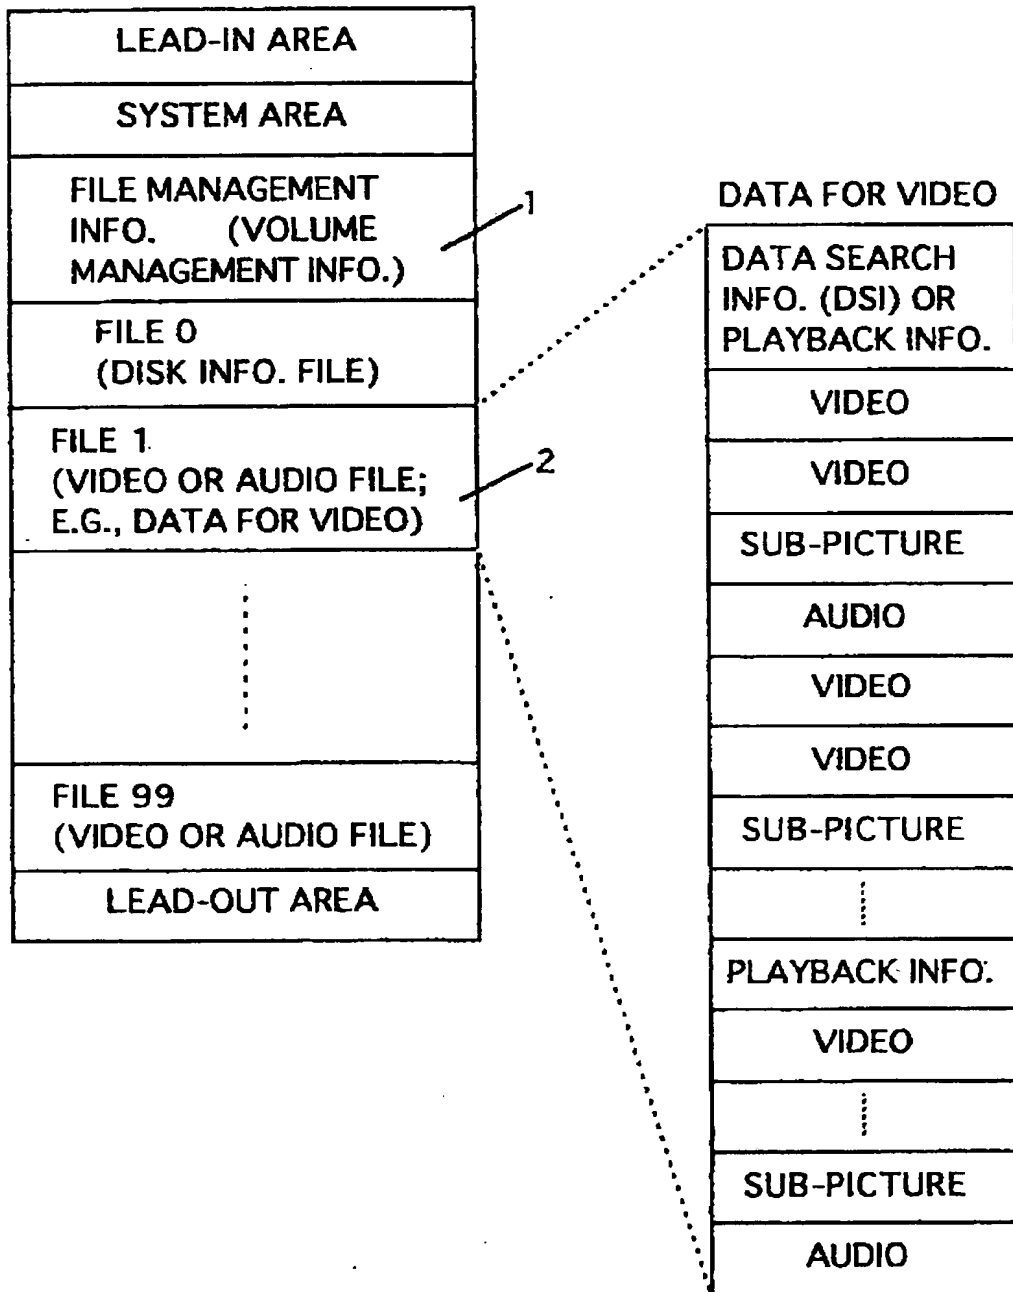 LEAD-IN AREA
SYSTEM AREA
FILE MANAGEMENT
INFO. (VOLUME
MANAGEMENT INFO.)
1
FILE 0
(DISK INFO. FILE)
FILE 1
(VIDEO OR AUDIO FILE;
E.G., DATA FOR VIDEO)
2
FILE 99
(VIDEO OR AUDIO FILE)
LEAD-OUT AREA
DATA FOR VIDEO
DATA SEARCH
INFO. (DSI) OR
PLAYBACK INFO.
VIDEO
VIDEO
SUB-PICTURE
AUDIO
VIDEO
VIDEO
SUB-PICTURE
PLAYBACK INFO.
VIDEO
SUB-PICTURE
AUDIO